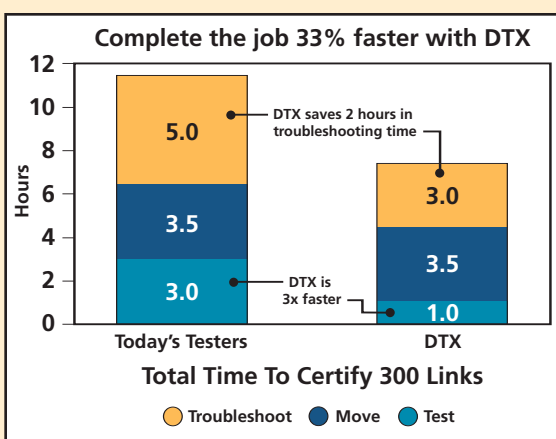 Complete the job 33% faster with DTX
12
10
8
6
4
2
0
Hours
5.0
3.5
3.0
DTX saves 2 hours in
troubleshooting time
DTX is
3x faster
3.0
3.5
1.0
Today's Testers
DTX
Total Time To Certify 300 Links
Troubleshoot
Move
Test